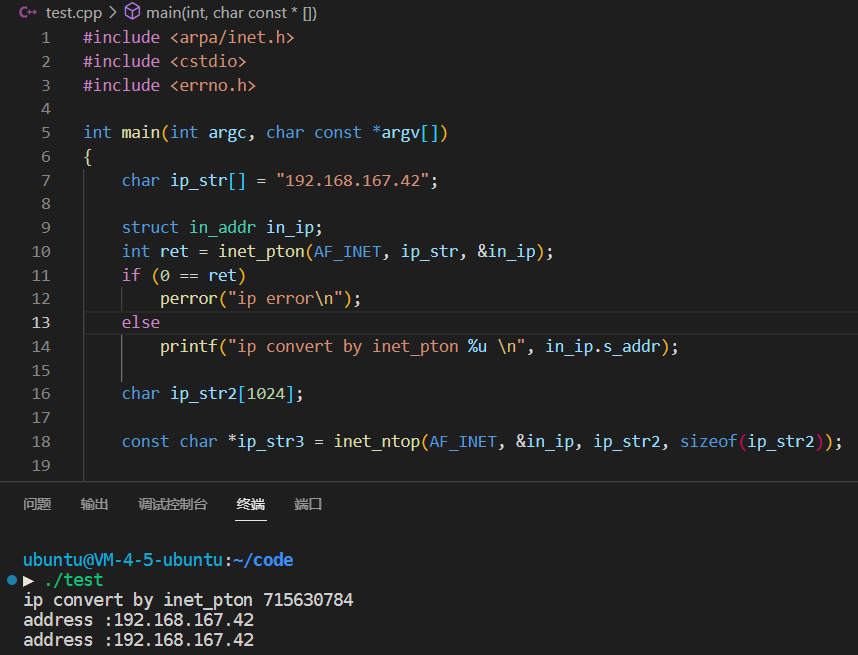 C++ test.cpp > main(int, char const * [])
1 #include <arpa/inet.h>
2 #include <cstdio>
3 #include <errno.h>
4
5 int main(int argc, char const *argv[])
6 {
7 char ip_str[] = "192.168.167.42";
8
9 struct in_addr in_ip;
10 int ret = inet_pton(AF_INET, ip_str, &in_ip);
11 if (0 == ret)
12 perror("ip error\n");
13 else
14 printf("ip convert by inet_pton %u \n", in_ip.s_addr);
15
16 char ip_str2[1024];
17
18 const char *ip_str3 = inet_ntop(AF_INET, &in_ip, ip_str2, sizeof(ip_str2));
19
问题 输出 调试控制台 终端 端口
ubuntu@VM-4-5-ubuntu:~/code
./test
ip convert by inet_pton 715630784
address :192.168.167.42
address :192.168.167.42